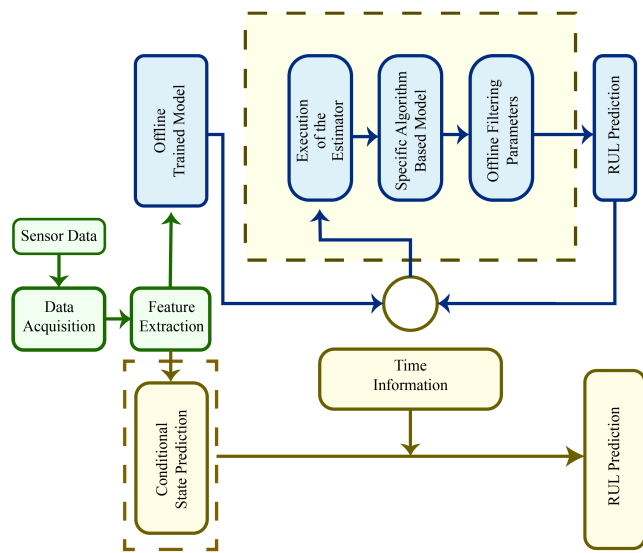 Offline
Trained Model
Execution
of the
Estimator
Specific Algorithm
Based Model
Offline Filtering
Parameters
RUL Prediction
Sensor Data
Data
Acquisition
Feature
Extraction
Time
Information
Conditional
State Prediction
RUL Prediction